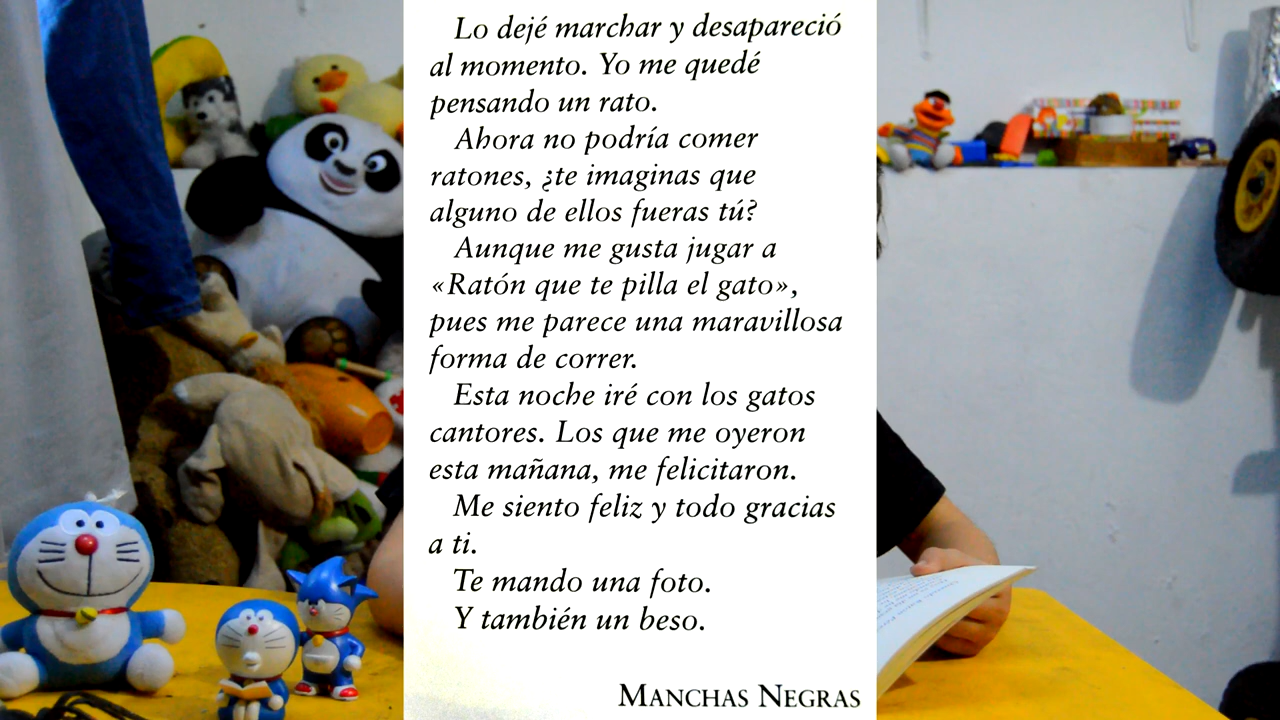 Lo dejé marchar y desapareció
al momento. Yo me quedé
pensando un rato.
Ahora no podría comer
ratones, ¿te imaginas que
alguno de ellos fueras tú?
Aunque me gusta jugar a
«Ratón que te pilla el gato»,
pues me parece una maravillosa
forma de correr.
Esta noche iré con los gatos
cantores. Los que me oyeron
esta mañana, me felicitaron.
Me siento feliz y todo gracias
a ti.
Te mando una foto.
Y también un beso.
MANCHAS NEGRAS